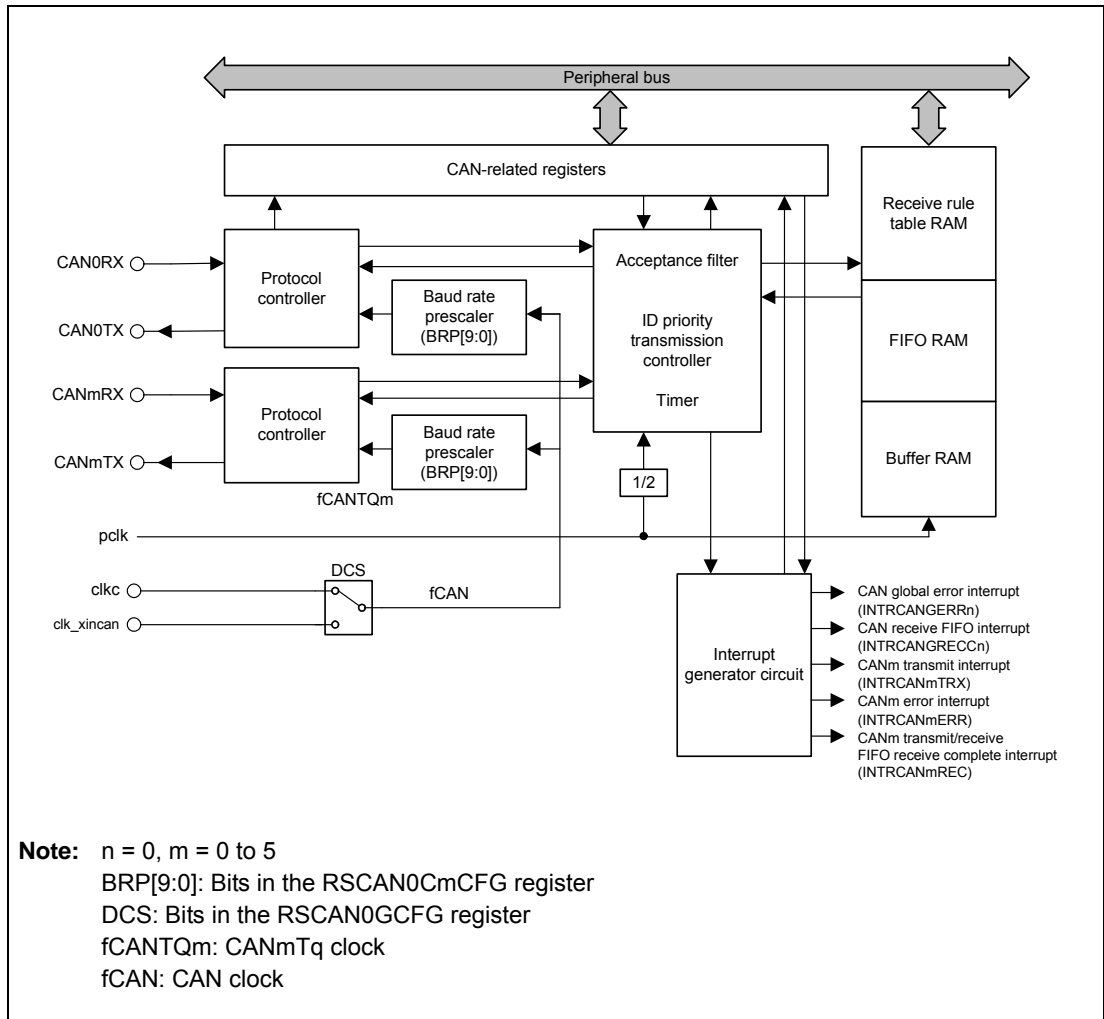 Peripheral bus
CAN-related registers
Receive rule
table RAM
FIFO RAM
Buffer RAM
CAN0RX
CAN0TX
CANmRX
CANmTX
Protocol
controller
Baud rate
prescaler
(BRP[9:0])
Protocol
controller
Baud rate
prescaler
(BRP[9:0])
fCANTQm
Acceptance filter
ID priority
transmission
controller
Timer
1/2
pclk
clkc
clk_xincan
DCS
fCAN
Interrupt
generator circuit
CAN global error interrupt
(INTRCANGERRn)
CAN receive FIFO interrupt
(INTRCANGRECCn)
CANm transmit interrupt
(INTRCANmTRX)
CANm error interrupt
(INTRCANmERR)
CANm transmit/receive
FIFO receive complete interrupt
(INTRCANmREC)
Note: n = 0, m = 0 to 5
BRP[9:0]: Bits in the RSCAN0CmCFG register
DCS: Bits in the RSCAN0GCFG register
fCANTQm: CANmTq clock
fCAN: CAN clock